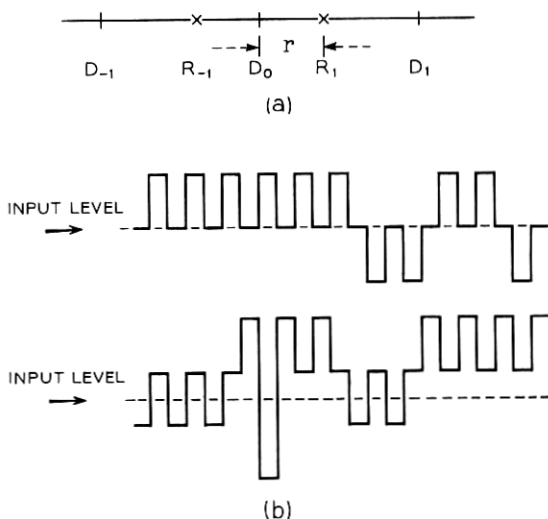 r
D₋₁ R₋₁ D₀ R₁ D₁
(a)
INPUT LEVEL
INPUT LEVEL
(b)